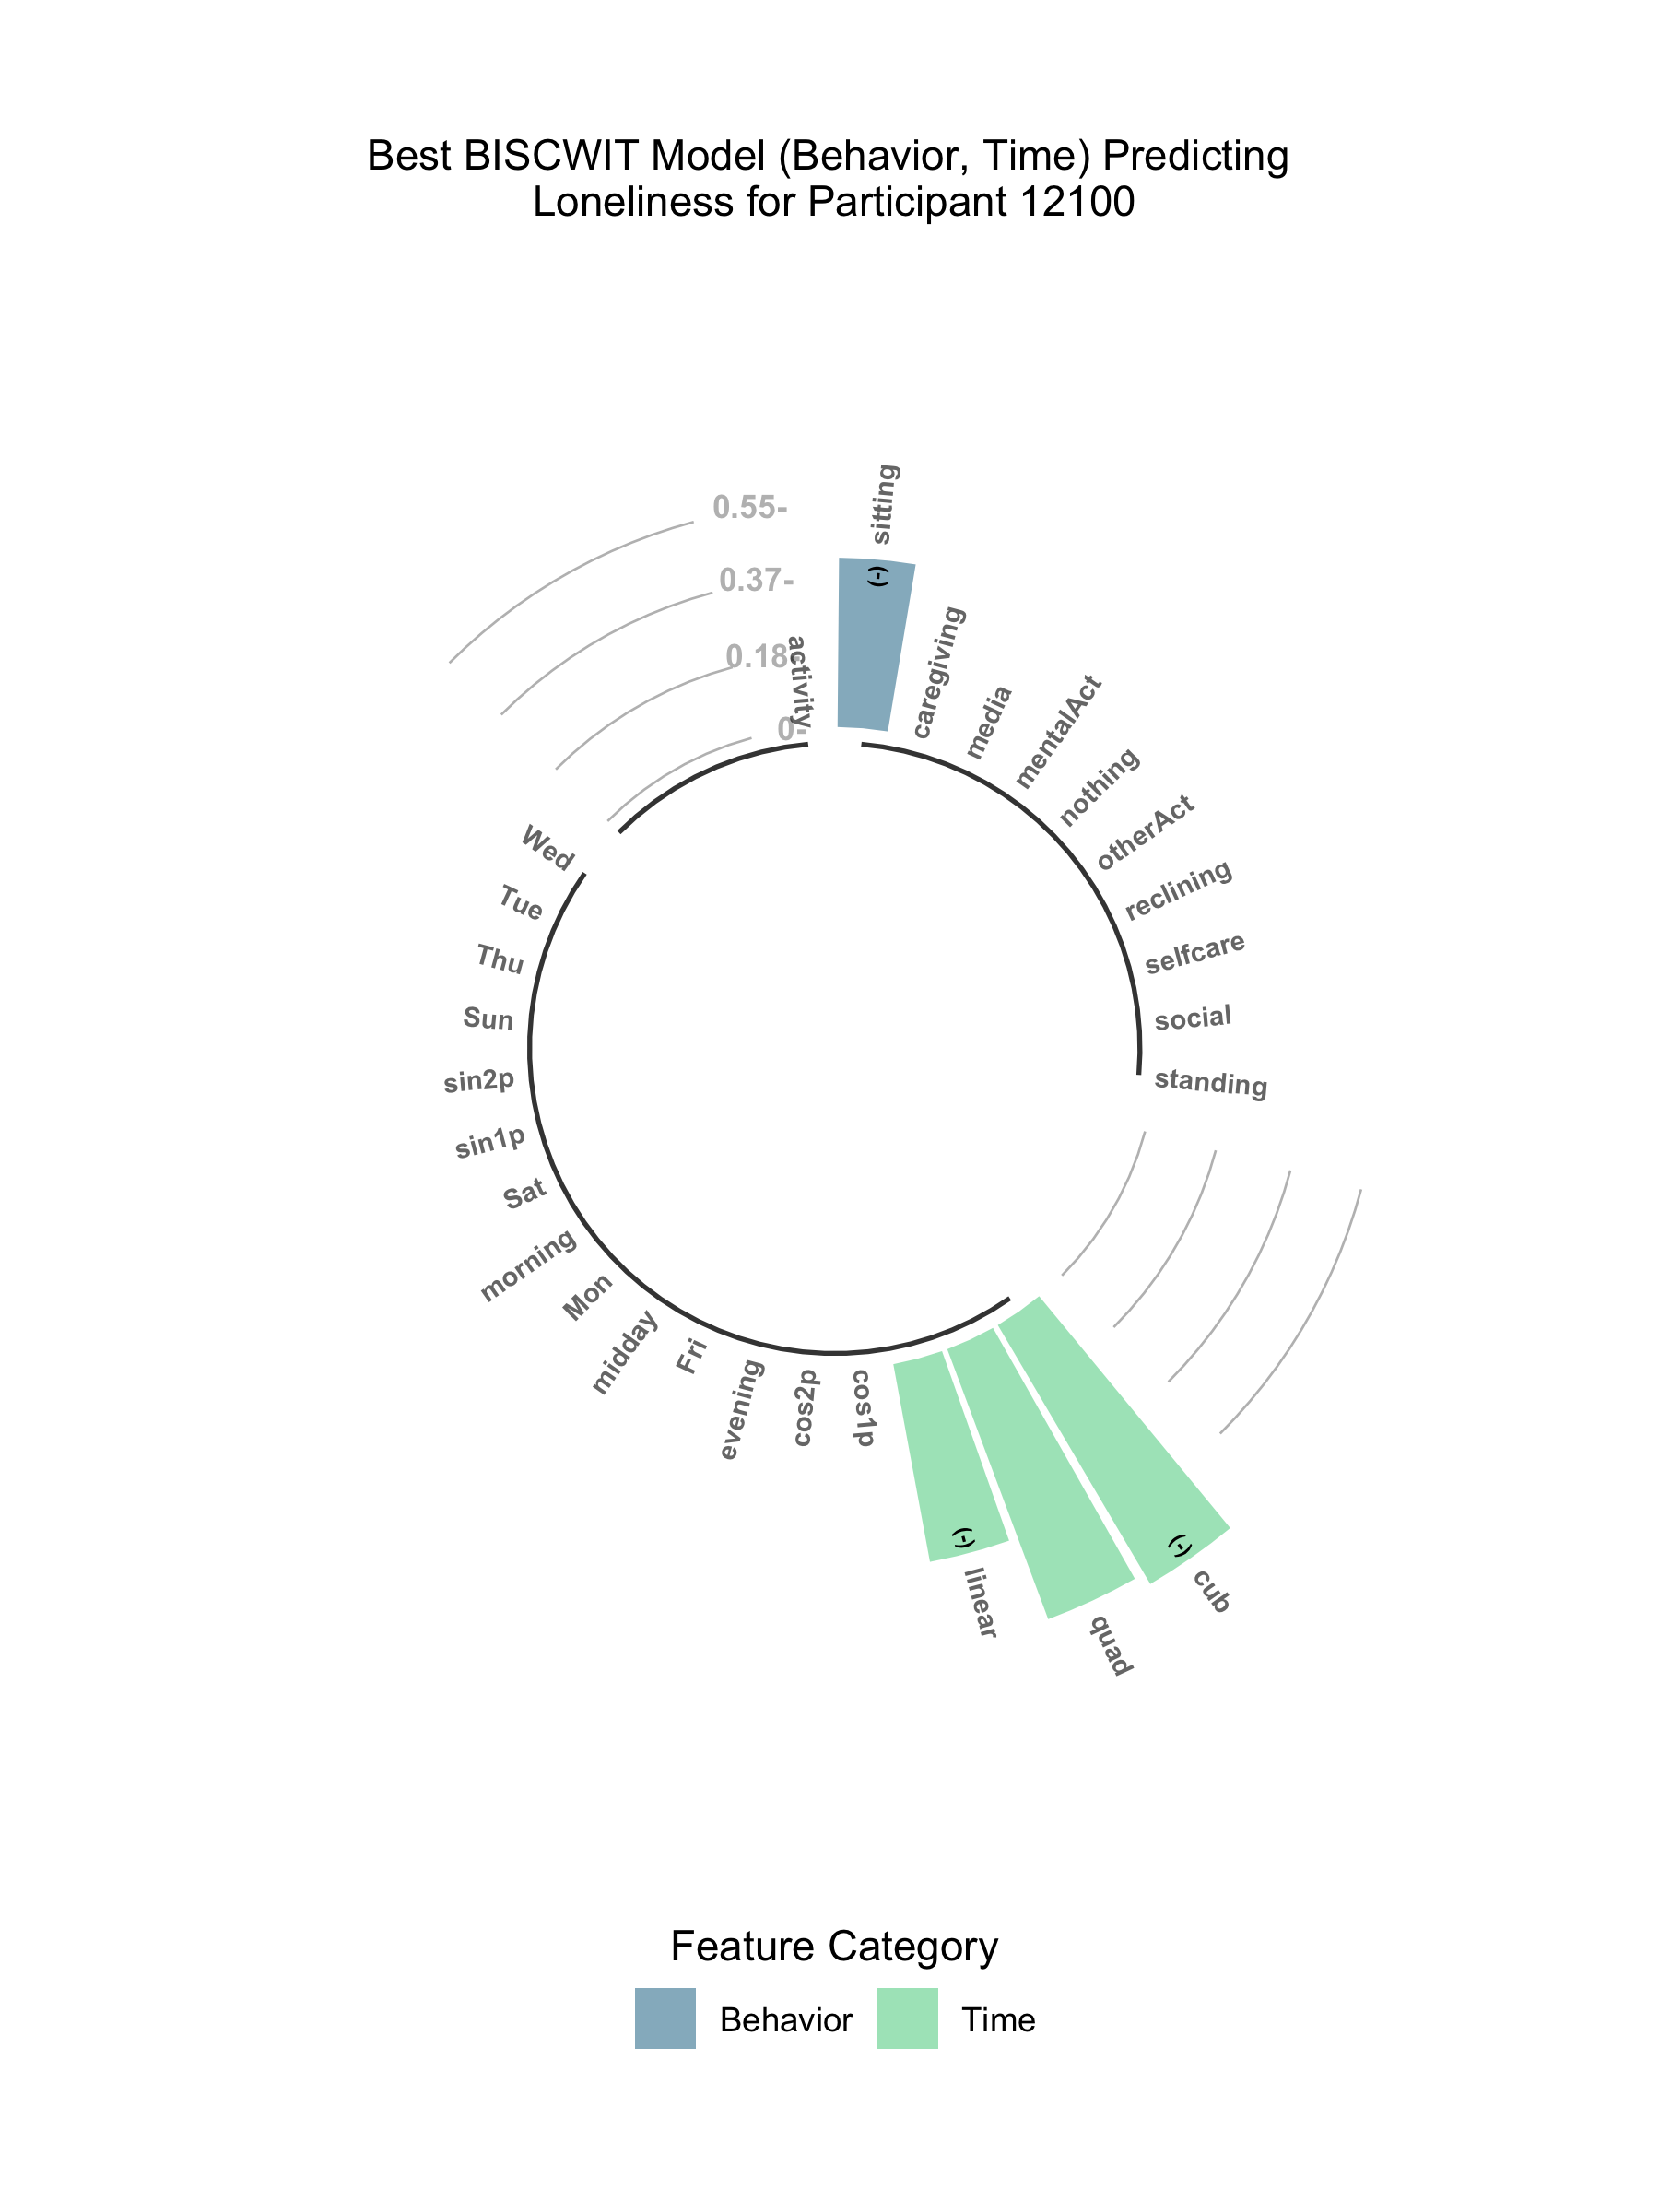 Best BISCWIT Model (Behavior, Time) Predicting
Loneliness for Participant 12100
0.55-
0.37-
0.18-
0-
activity
sitting
(-)
caregiving
media
mentalAct
nothing
otherAct
reclining
selfcare
social
standing
cub
(-)
quad
linear
(-)
cos1p
cos2p
evening
Fri
midday
Mon
morning
Sat
sin1p
sin2p
Sun
Thu
Tue
Wed
Feature Category
Behavior
Time